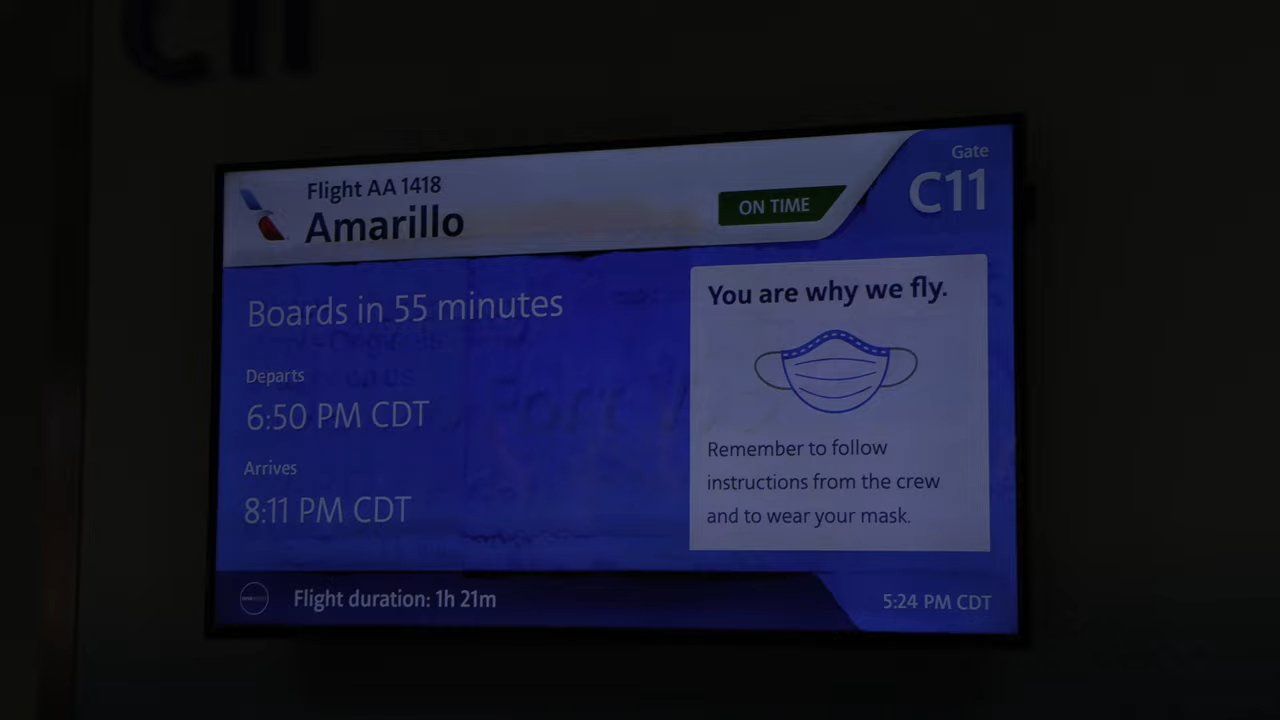 C11
Flight AA 1418
Amarillo
ON TIME
Gate
C11
Boards in 55 minutes
Departs
6:50 PM CDT
Arrives
8:11 PM CDT
You are why we fly.
Remember to follow
instructions from the crew
and to wear your mask.
Flight duration: 1h 21m
5:24 PM CDT